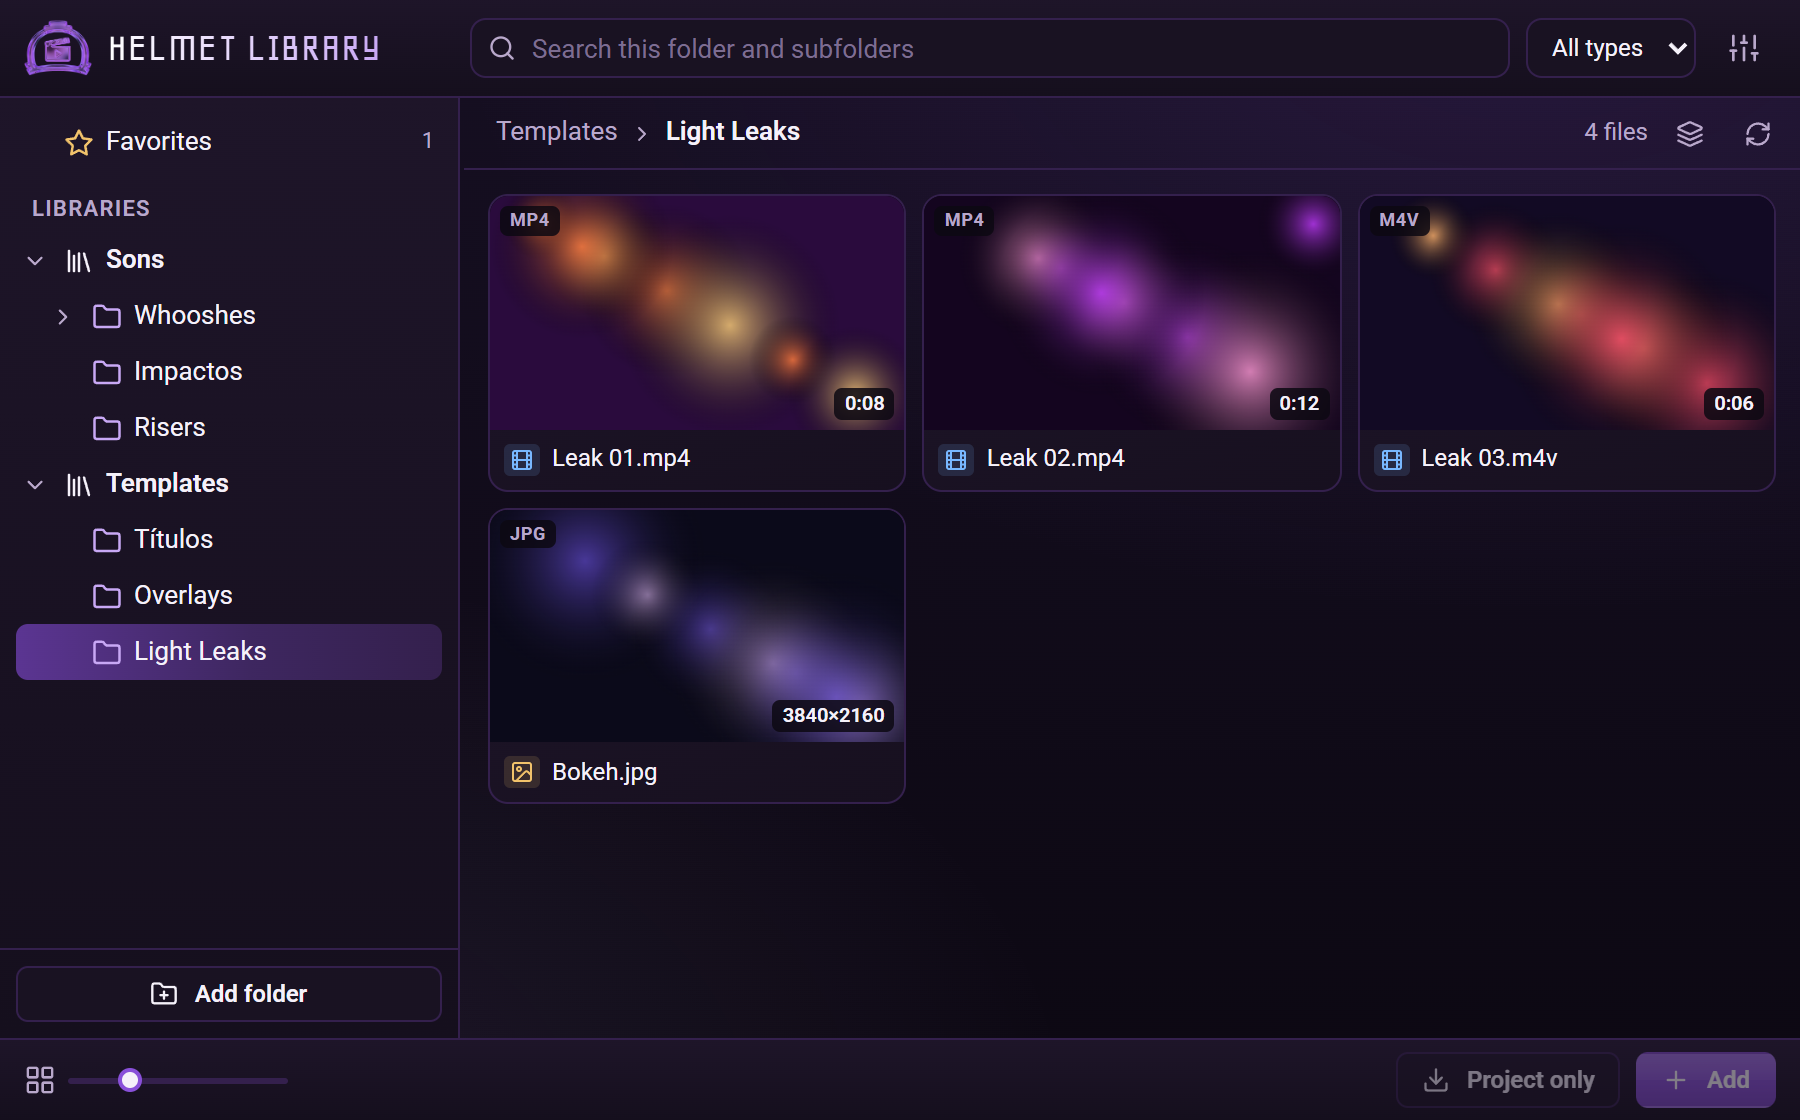 HELMET LIBRARY
Search this folder and subfolders
All types
Favorites 1
LIBRARIES
Sons
Whooshes
Impactos
Risers
Templates
Títulos
Overlays
Light Leaks
Add folder
Templates > Light Leaks
4 files
MP4
0:08
Leak 01.mp4
MP4
0:12
Leak 02.mp4
M4V
0:06
Leak 03.m4v
JPG
3840×2160
Bokeh.jpg
Project only
+ Add